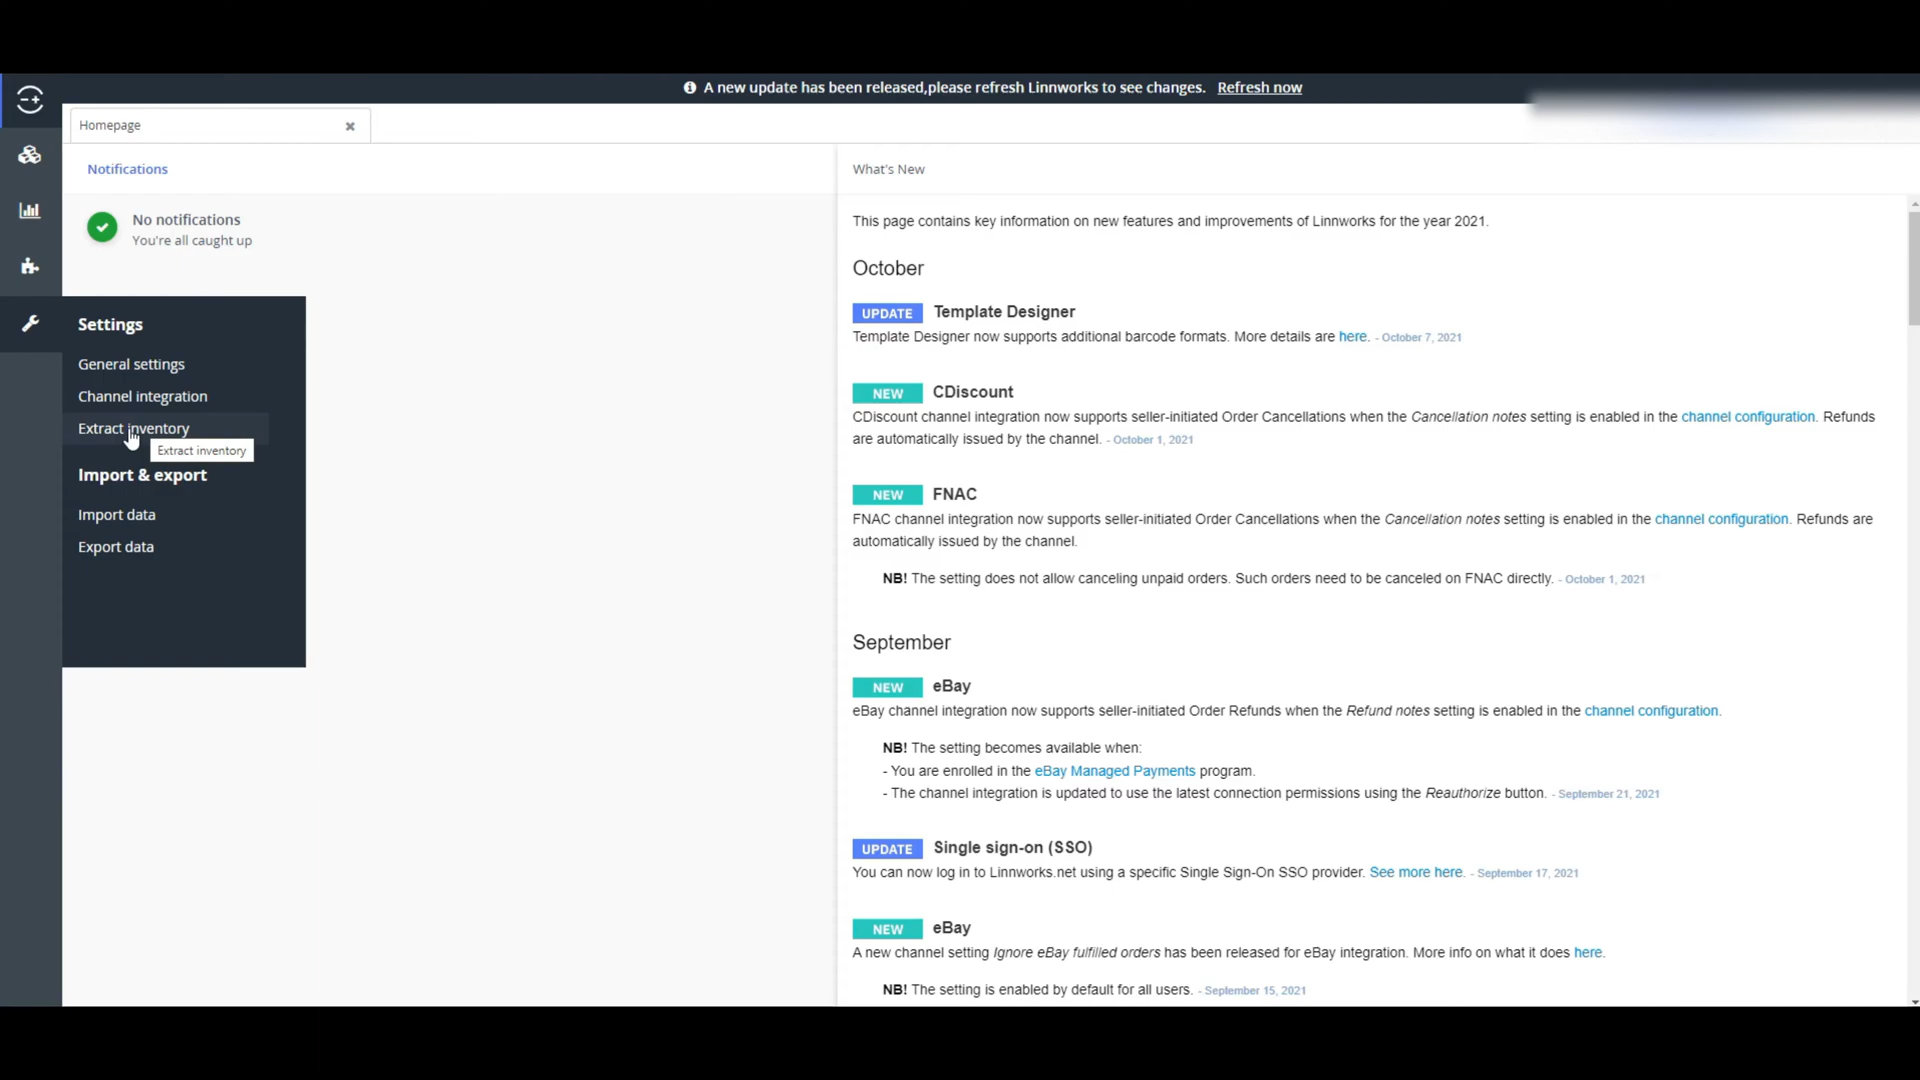 A new update has been released,please refresh Linnworks to see changes. Refresh now
Homepage
Notifications
No notifications
You're all caught up
Settings
General settings
Channel integration
Extract inventory
Extract inventory
Import & export
Import data
Export data
What's New
This page contains key information on new features and improvements of Linnworks for the year 2021.
October
UPDATE Template Designer
Template Designer now supports additional barcode formats. More details are here. - October 7, 2021
NEW CDiscount
CDiscount channel integration now supports seller-initiated Order Cancellations when the Cancellation notes setting is enabled in the channel configuration. Refunds
are automatically issued by the channel. - October 1, 2021
NEW FNAC
FNAC channel integration now supports seller-initiated Order Cancellations when the Cancellation notes setting is enabled in the channel configuration. Refunds are
automatically issued by the channel.
NB! The setting does not allow canceling unpaid orders. Such orders need to be canceled on FNAC directly. - October 1, 2021
September
NEW eBay
eBay channel integration now supports seller-initiated Order Refunds when the Refund notes setting is enabled in the channel configuration.
NB! The setting becomes available when:
- You are enrolled in the eBay Managed Payments program.
- The channel integration is updated to use the latest connection permissions using the Reauthorize button. - September 21, 2021
UPDATE Single sign-on (SSO)
You can now log in to Linnworks.net using a specific Single Sign-On SSO provider. See more here. - September 17, 2021
NEW eBay
A new channel setting Ignore eBay fulfilled orders has been released for eBay integration. More info on what it does here.
NB! The setting is enabled by default for all users. - September 15, 2021